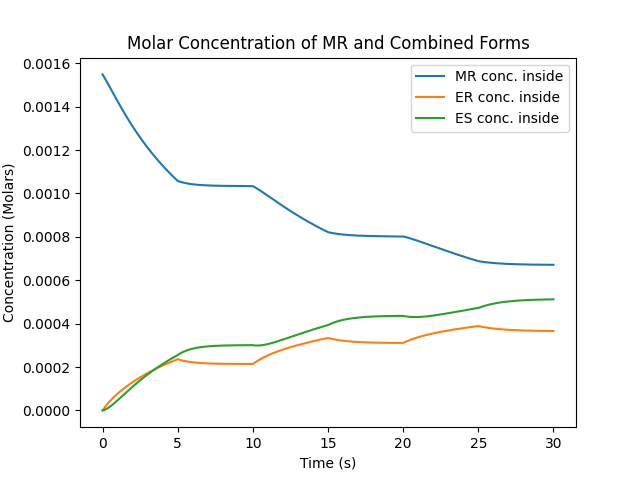 Molar Concentration of MR and Combined Forms
MR conc. inside
ER conc. inside
ES conc. inside
Concentration (Molars)
0.0016
0.0014
0.0012
0.0010
0.0008
0.0006
0.0004
0.0002
0.0000
0 5 10 15 20 25 30
Time (s)